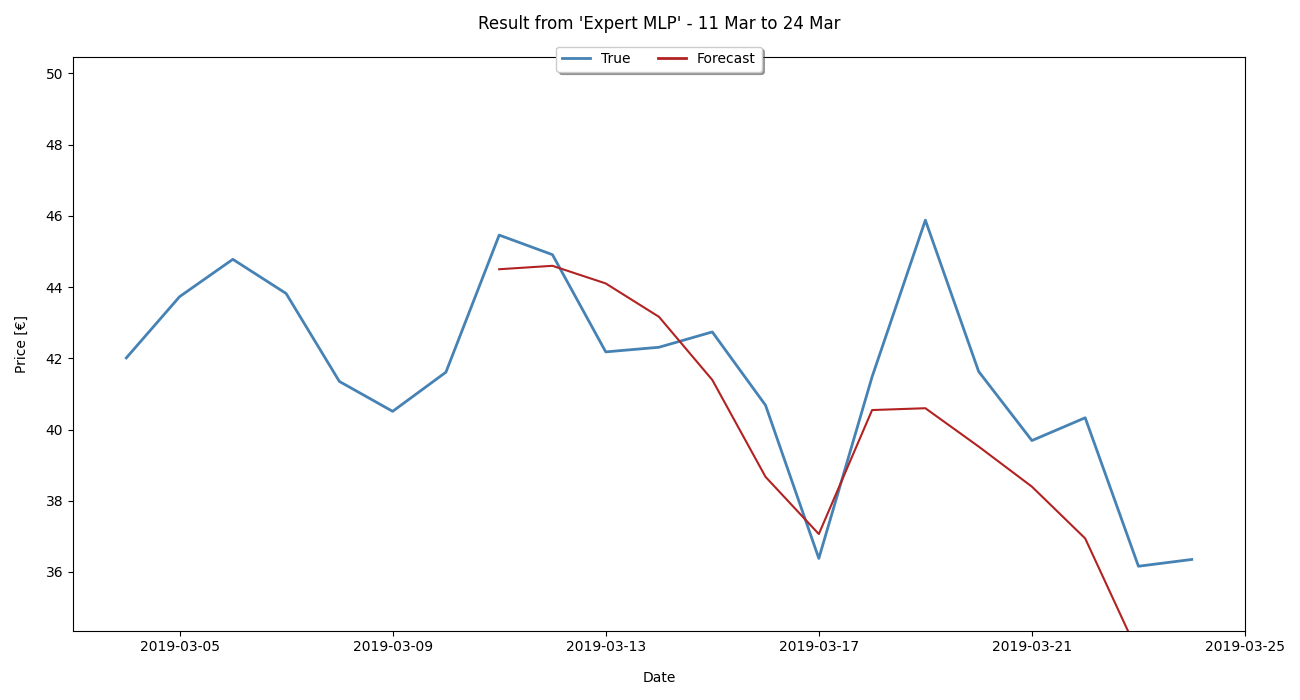 Result from 'Expert MLP' - 11 Mar to 24 Mar
True Forecast
50
48
46
44
42
40
38
36
Price [€]
2019-03-05 2019-03-09 2019-03-13 2019-03-17 2019-03-21 2019-03-25
Date